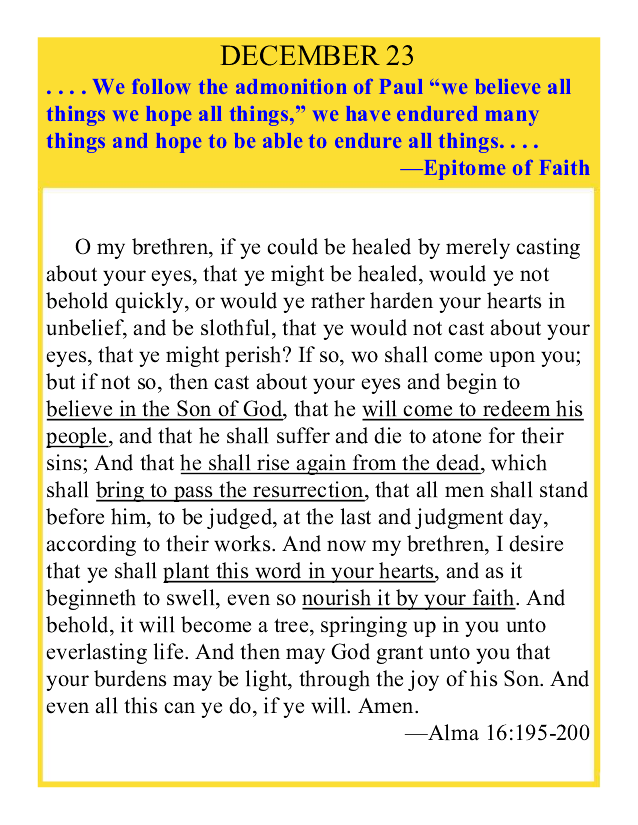 DECEMBER 23
. . . . We follow the admonition of Paul “we believe all
things we hope all things,” we have endured many
things and hope to be able to endure all things. . . .
—Epitome of Faith
O my brethren, if ye could be healed by merely casting
about your eyes, that ye might be healed, would ye not
behold quickly, or would ye rather harden your hearts in
unbelief, and be slothful, that ye would not cast about your
eyes, that ye might perish? If so, wo shall come upon you;
but if not so, then cast about your eyes and begin to
believe in the Son of God, that he will come to redeem his
people, and that he shall suffer and die to atone for their
sins; And that he shall rise again from the dead, which
shall bring to pass the resurrection, that all men shall stand
before him, to be judged, at the last and judgment day,
according to their works. And now my brethren, I desire
that ye shall plant this word in your hearts, and as it
beginneth to swell, even so nourish it by your faith. And
behold, it will become a tree, springing up in you unto
everlasting life. And then may God grant unto you that
your burdens may be light, through the joy of his Son. And
even all this can ye do, if ye will. Amen.
—Alma 16:195-200